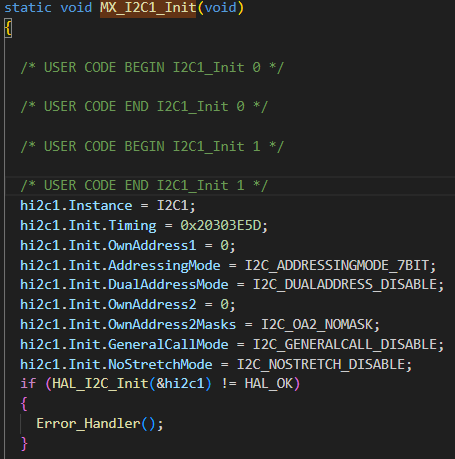 static void MX_I2C1_Init(void)
{
/* USER CODE BEGIN I2C1_Init 0 */
/* USER CODE END I2C1_Init 0 */
/* USER CODE BEGIN I2C1_Init 1 */
/* USER CODE END I2C1_Init 1 */
hi2c1.Instance = I2C1;
hi2c1.Init.Timing = 0x20303E5D;
hi2c1.Init.OwnAddress1 = 0;
hi2c1.Init.AddressingMode = I2C_ADDRESSINGMODE_7BIT;
hi2c1.Init.DualAddressMode = I2C_DUALADDRESS_DISABLE;
hi2c1.Init.OwnAddress2 = 0;
hi2c1.Init.OwnAddress2Masks = I2C_OA2_NOMASK;
hi2c1.Init.GeneralCallMode = I2C_GENERALCALL_DISABLE;
hi2c1.Init.NoStretchMode = I2C_NOSTRETCH_DISABLE;
if (HAL_I2C_Init(&hi2c1) != HAL_OK)
{
Error_Handler();
}